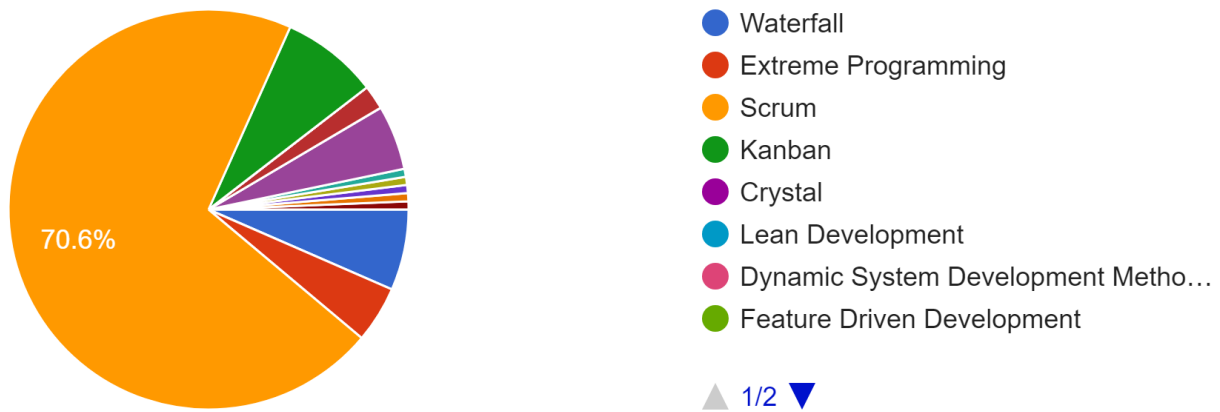 70.6%
Waterfall
Extreme Programming
Scrum
Kanban
Crystal
Lean Development
Dynamic System Development Metho…
Feature Driven Development
1/2